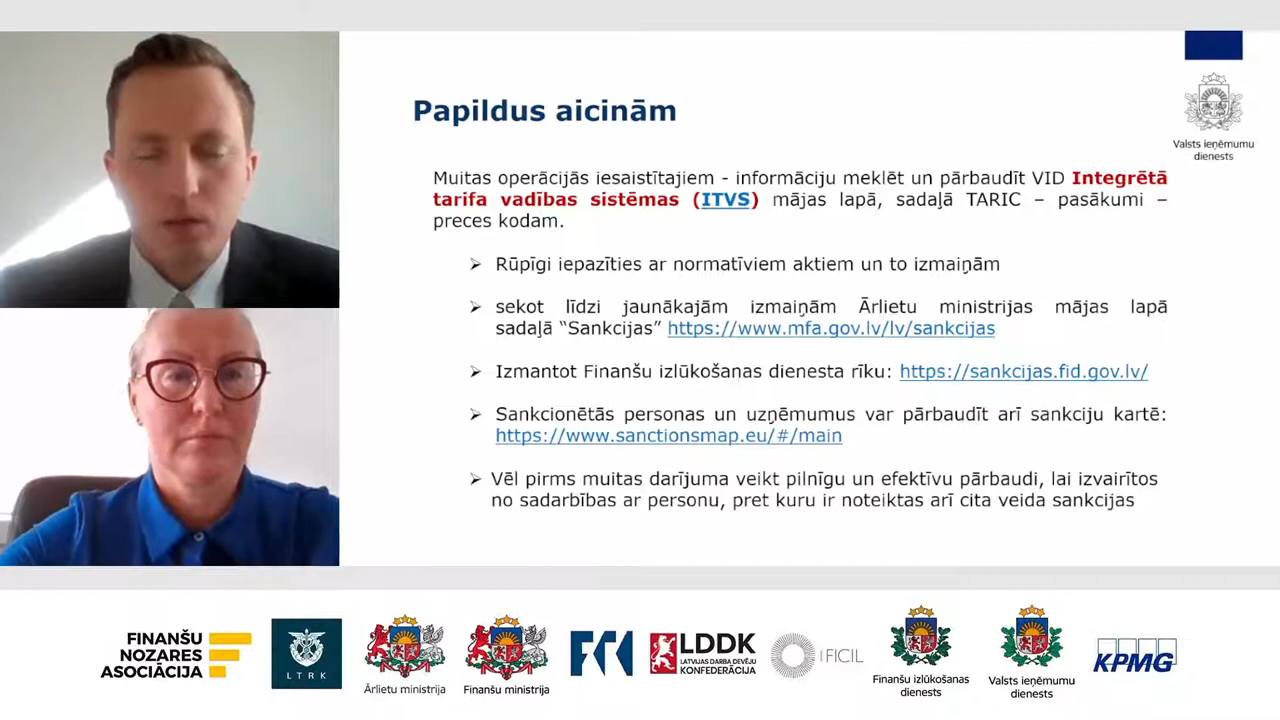 Papildus aicinām
Valsts ieņēmumu
dienests
Muitas operācijās iesaistītajiem - informāciju meklēt un pārbaudīt VID Integrētā
tarifa vadības sistēmas (ITVS) mājas lapā, sadaļā TARIC – pasākumi –
preces kodam.
➢ Rūpīgi iepazīties ar normatīviem aktiem un to izmaiņām
➢ sekot līdzi jaunākajām izmaiņām Ārlietu ministrijas mājas lapā
sadaļā “Sankcijas” https://www.mfa.gov.lv/lv/sankcijas
➢ Izmantot Finanšu izlūkošanas dienesta rīku: https://sankcijas.fid.gov.lv/
➢ Sankcionētās personas un uzņēmumus var pārbaudīt arī sankciju kartē:
https://www.sanctionsmap.eu/#/main
➢ Vēl pirms muitas darījuma veikt pilnīgu un efektīvu pārbaudi, lai izvairītos
no sadarbības ar personu, pret kuru ir noteiktas arī cita veida sankcijas
FINANŠU
NOZARES
ASOCIĀCIJA
LTRK
Ārlietu ministrija
Finanšu ministrija
LDDK
LATVIJAS DARBA DEVĒJU
KONFEDERĀCIJA
FICIL
Finanšu izlūkošanas
dienests
Valsts ieņēmumu
dienests
KPMG